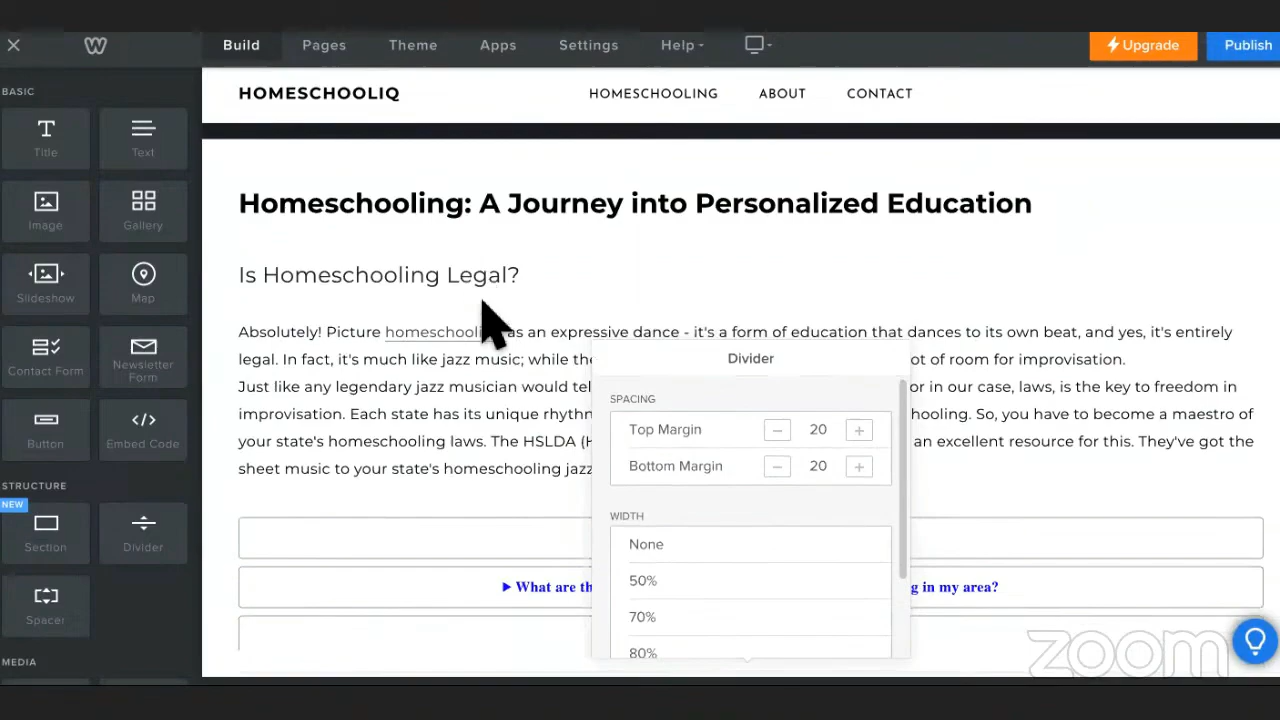 Build
Pages
Theme
Apps
Settings
Help
Upgrade
Publish
BASIC
Title
Text
Image
Gallery
Slideshow
Map
Contact Form
Newsletter
Form
Button
Embed Code
STRUCTURE
NEW
Section
Divider
Spacer
MEDIA
HOMESCHOOLIQ
HOMESCHOOLING
ABOUT
CONTACT
Homeschooling: A Journey into Personalized Education
Is Homeschooling Legal?
Absolutely! Picture as an expressive dance - it's a form of education that dances to its own beat, and yes, it's entirely
legal. In fact, it's much like jazz music; while ot of room for improvisation.
Just like any legendary jazz musician would or in our case, laws, is the key to freedom in
improvisation. Each state has its unique
your state's homeschooling laws. The HSLDA an excellent resource for this. They've got the
sheet music to your state's homeschooling
Divider
SPACING
Top Margin
20
Bottom Margin
20
WIDTH
None
50%
70%
80%
What are in my area?
So, you have to become a maestro of
zoom